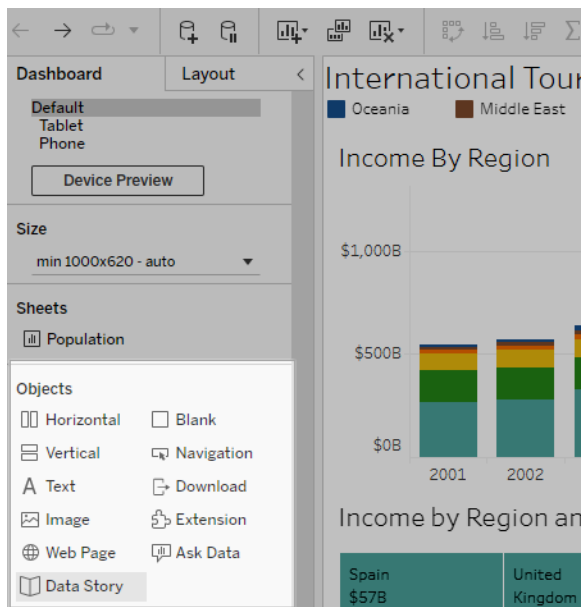 Dashboard
Layout
Default
Tablet
Phone
Device Preview
Size
min 1000x620 - auto
Sheets
Population
Objects
Horizontal
Blank
Vertical
Navigation
Text
Download
Image
Extension
Web Page
Ask Data
Data Story
International Tour
Oceania
Middle East
Income By Region
$1,000B
$500B
$0B
2001
2002
Income by Region an
Spain
$57B
United
Kingdom